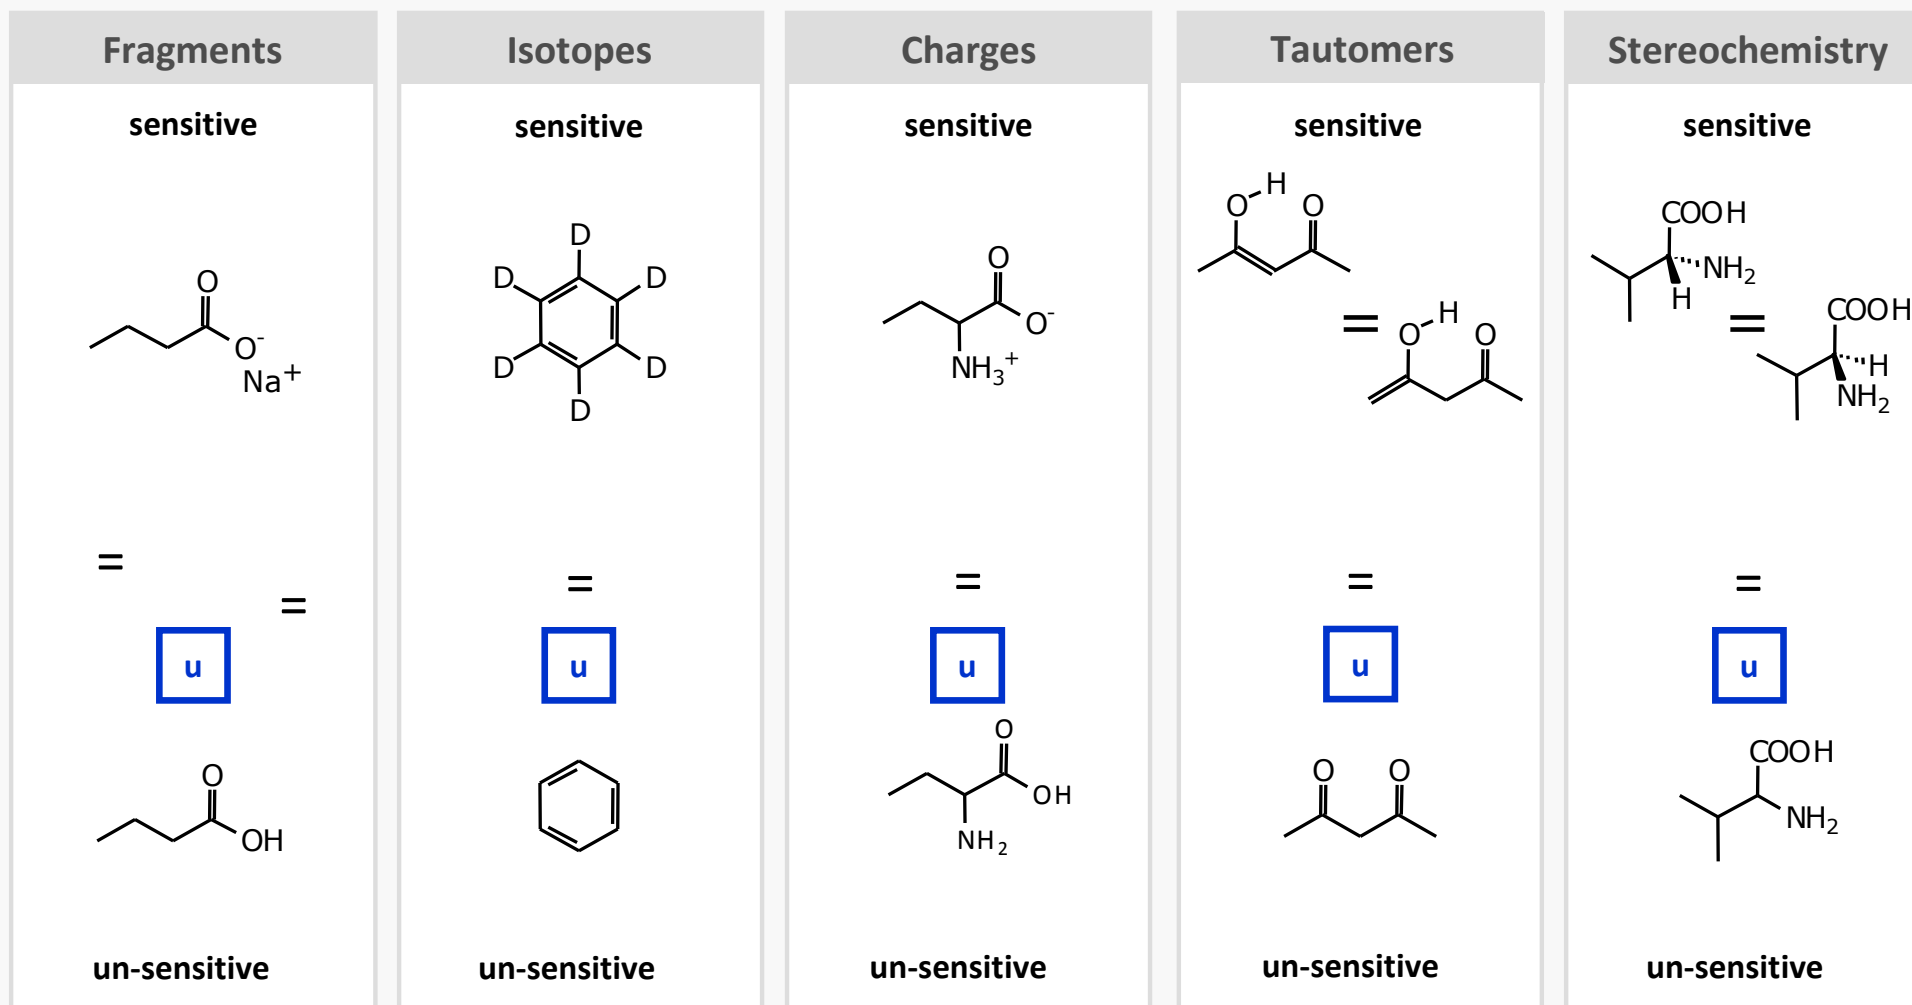 Fragments
sensitive
O
O-
Na+
=
=
u
O
OH
un-sensitive
Isotopes
sensitive
D
D D
D D
D
=
u
un-sensitive
Charges
sensitive
O
O-
NH3+
=
u
O
OH
NH2
un-sensitive
Tautomers
sensitive
H
O O
=
H
O O
=
u
O O
un-sensitive
Stereochemistry
sensitive
COOH
NH2
H
=
COOH
H
NH2
=
u
COOH
NH2
un-sensitive